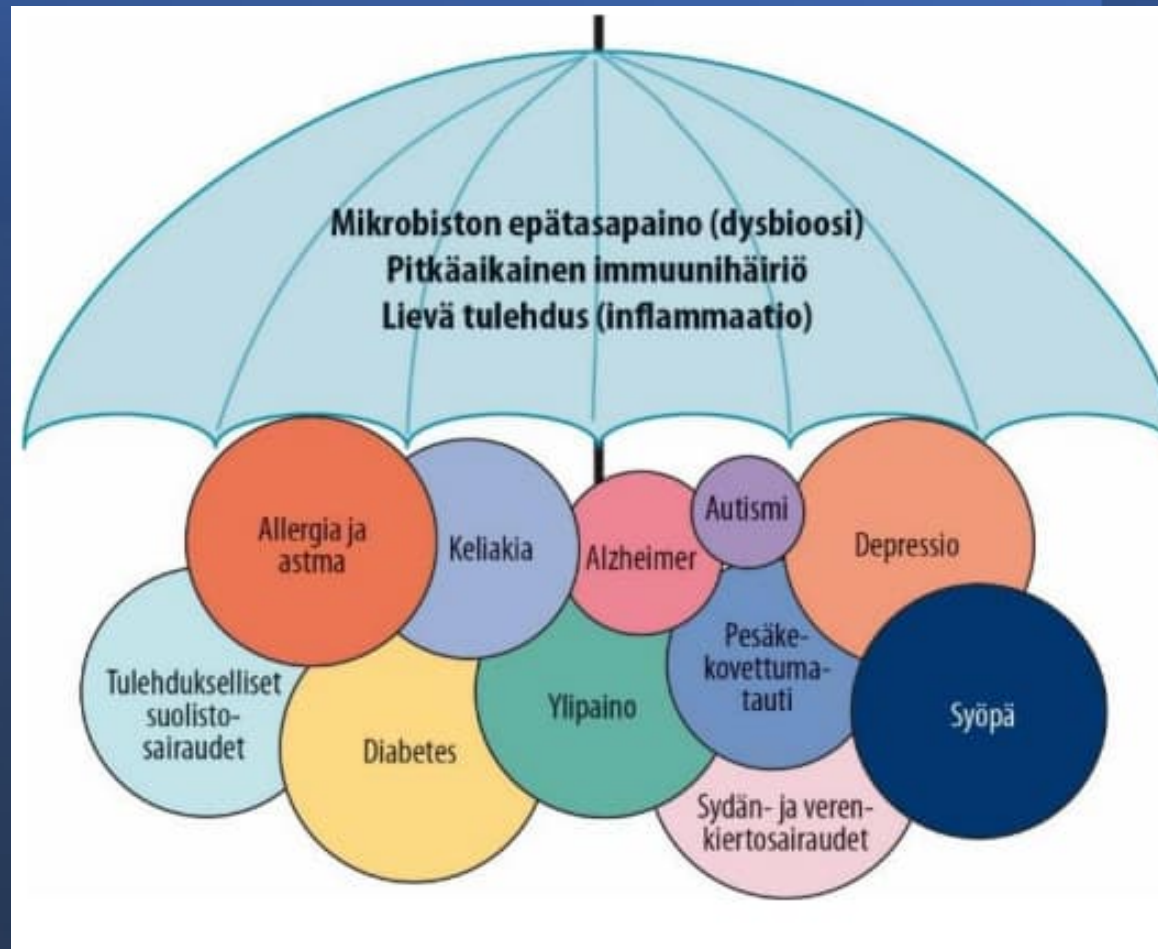 Mikrobiston epätasapaino (dysbioosi)
Pitkäaikainen immuunihäiriö
Lievä tulehdus (inflammaatio)
Allergia ja
astma
Keliakia
Alzheimer
Autismi
Depressio
Tulehdukselliset
suolisto-
sairaudet
Diabetes
Ylipaino
Pesäke-
kovettuma-
tauti
Sydän- ja veren-
kiertosairaudet
Syöpä